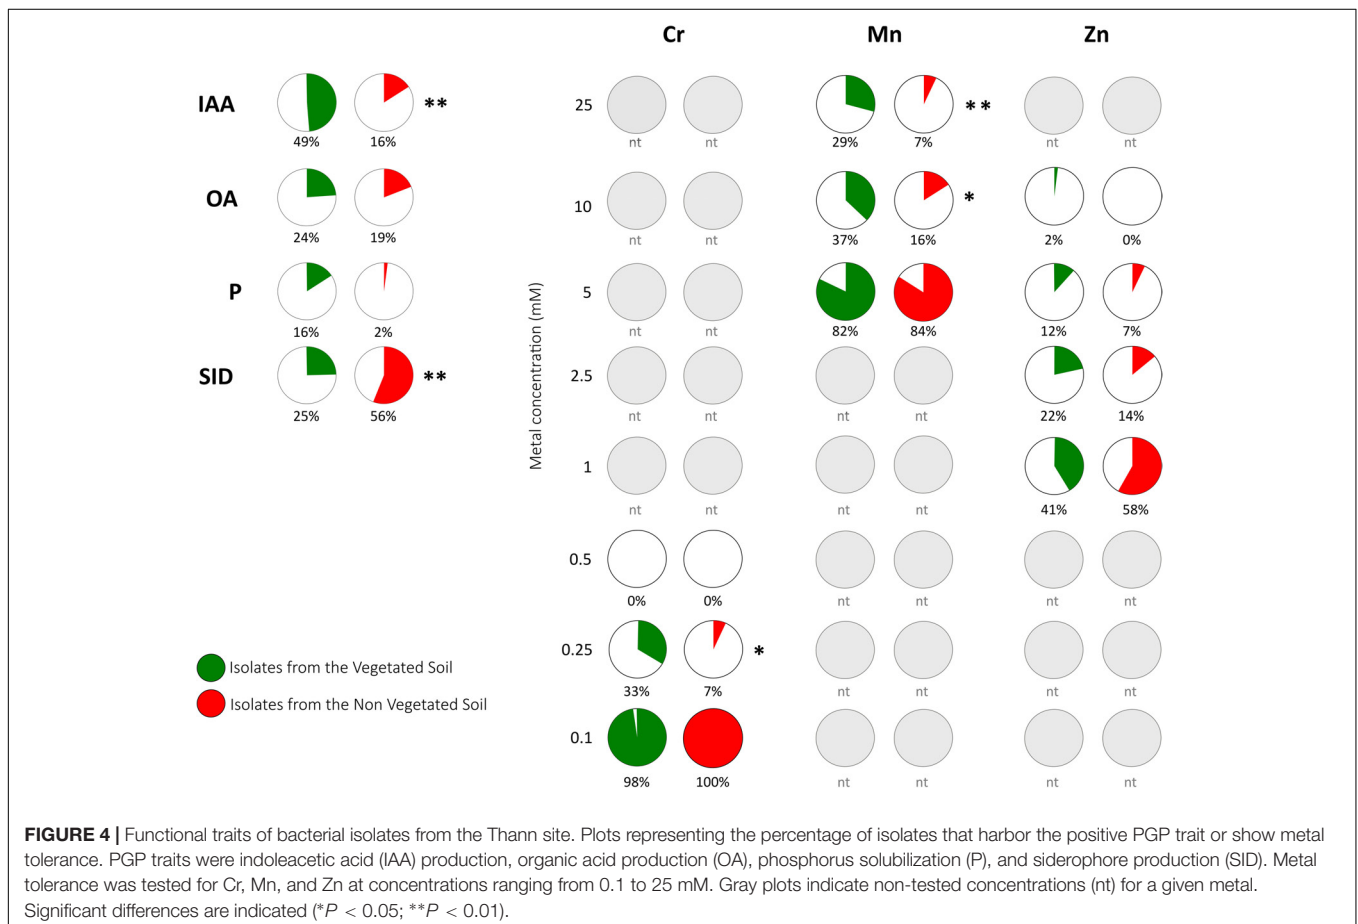 Cr Mn Zn
IAA ** 25 **
49% 16% nt nt 29% 7% nt nt
OA 10 *
24% 19% nt nt 37% 16% 2% 0%
P 5
16% 2% nt nt 82% 84% 12% 7%
SID ** 2.5
25% 56% nt nt nt nt 22% 14%
Metal concentration (mM)
1
nt nt nt nt 41% 58%
0.5
0% 0% nt nt nt nt
0.25 *
Isolates from the Vegetated Soil
33% 7% nt nt nt nt
Isolates from the Non Vegetated Soil
0.1
98% 100% nt nt nt nt
FIGURE 4 | Functional traits of bacterial isolates from the Thann site. Plots representing the percentage of isolates that harbor the positive PGP trait or show metal
tolerance. PGP traits were indoleacetic acid (IAA) production, organic acid production (OA), phosphorus solubilization (P), and siderophore production (SID). Metal
tolerance was tested for Cr, Mn, and Zn at concentrations ranging from 0.1 to 25 mM. Gray plots indicate non-tested concentrations (nt) for a given metal.
Significant differences are indicated (*P < 0.05; **P < 0.01).